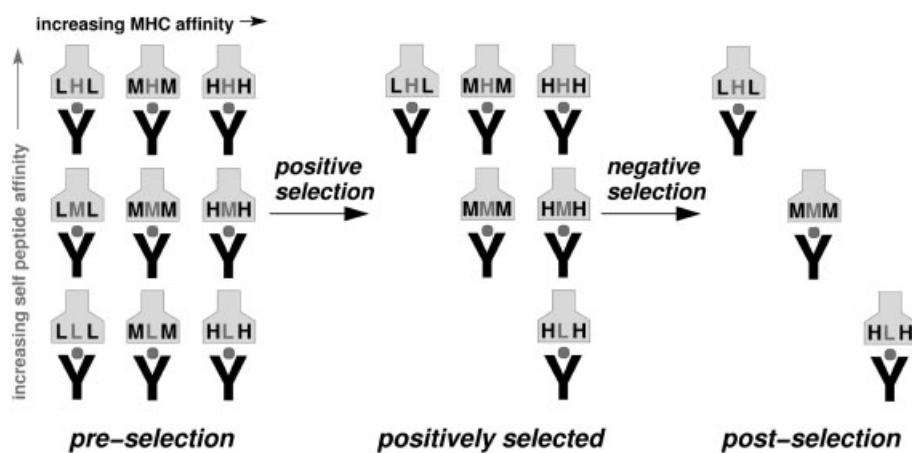 increasing MHC affinity
increasing self peptide affinity
LHL MHM HHH
LML MMM HMH
LLL MLM HLH
pre-selection
positive
selection
LHL MHM HHH
MMM HMH
HLH
positively selected
negative
selection
LHL
MMM
HLH
post-selection